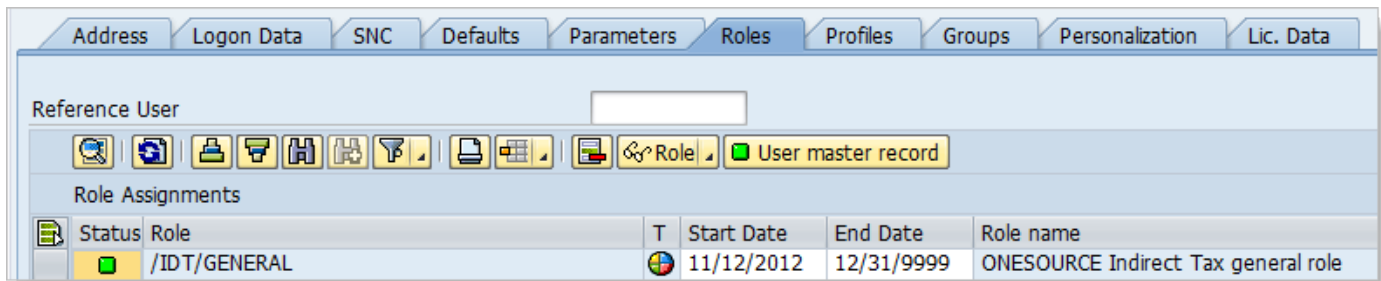 Address Logon Data SNC Defaults Parameters Roles Profiles Groups Personalization Lic. Data
Reference User
Role User master record
Role Assignments
Status Role T Start Date End Date Role name
/IDT/GENERAL 11/12/2012 12/31/9999 ONESOURCE Indirect Tax general role